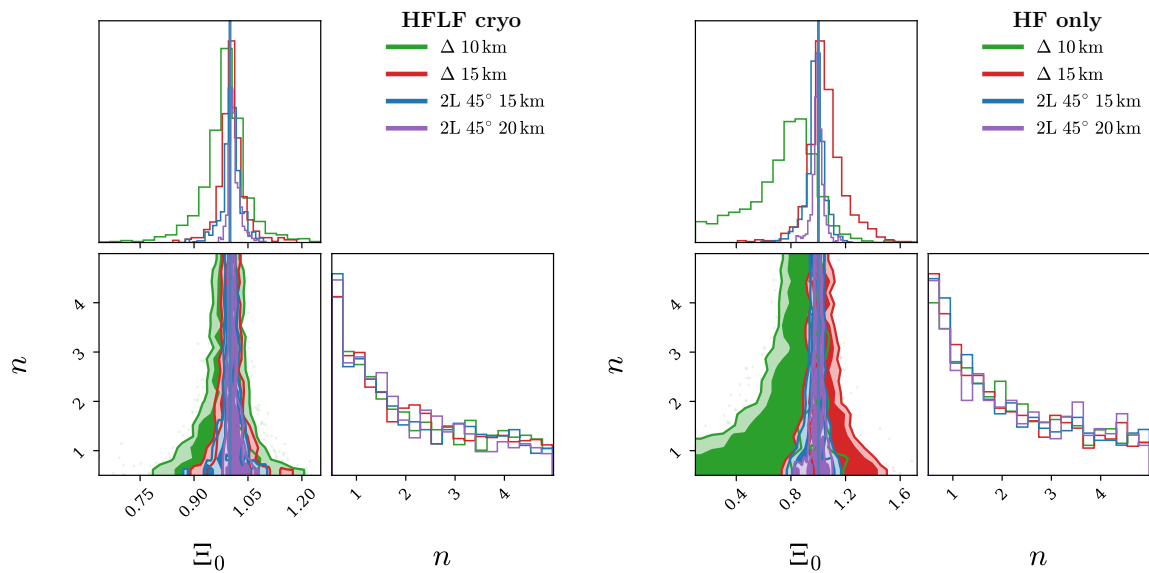 HFLF cryo
Δ 10 km
Δ 15 km
2L 45° 15 km
2L 45° 20 km
n
4
3
2
1
0.75 0.90 1.05 1.20
Ξ₀
1 2 3 4
n
HF only
Δ 10 km
Δ 15 km
2L 45° 15 km
2L 45° 20 km
n
4
3
2
1
0.4 0.8 1.2 1.6
Ξ₀
1 2 3 4
n